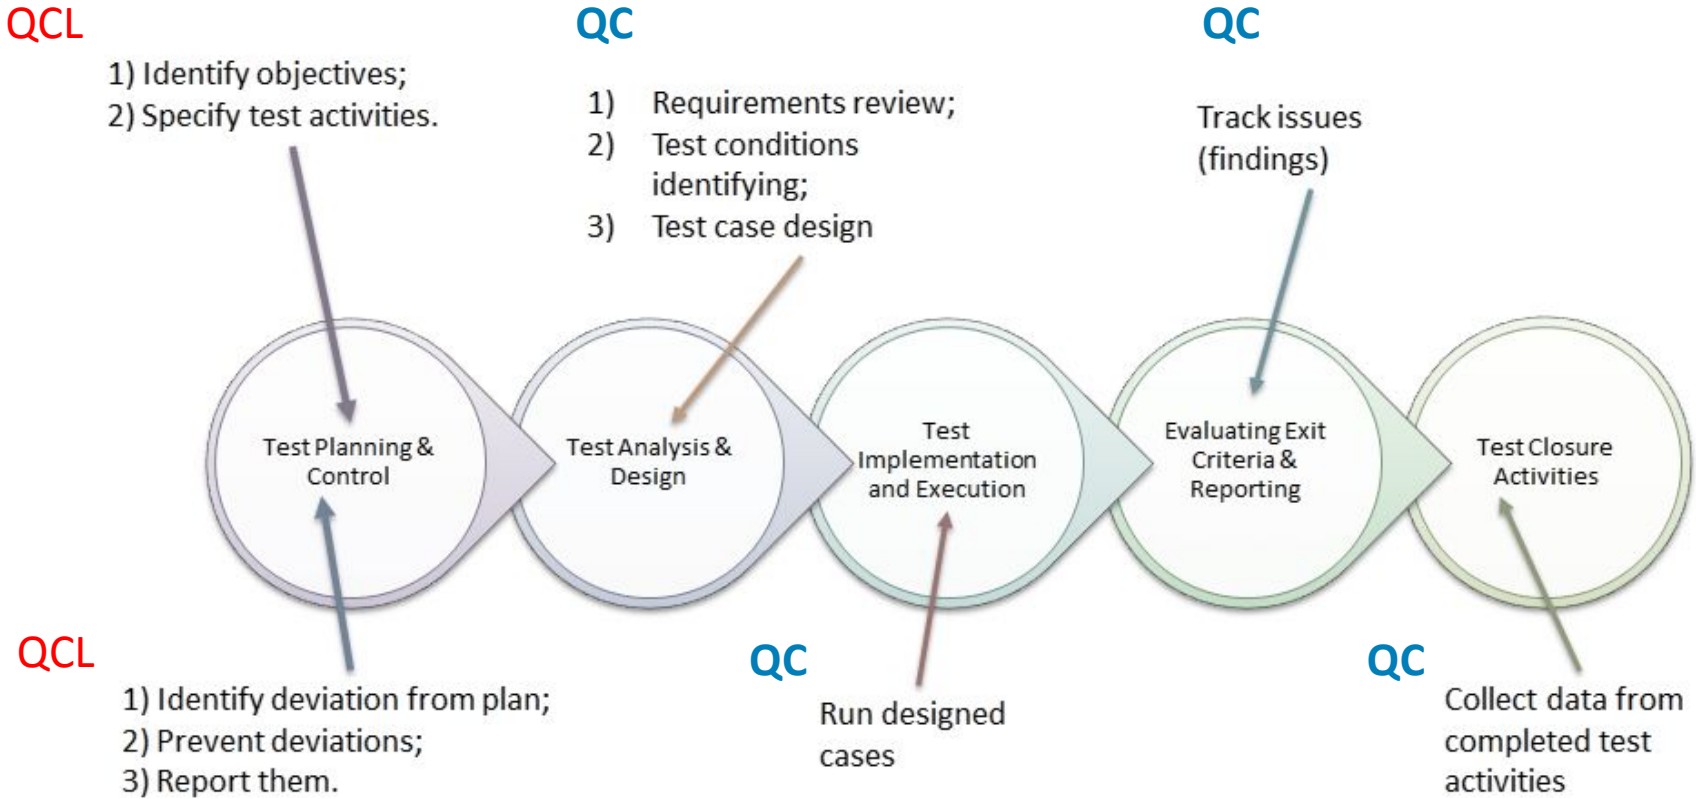 QCL
1) Identify objectives;
2) Specify test activities.
QC
1) Requirements review;
2) Test conditions
identifying;
3) Test case design
QC
Track issues
(findings)
Test Planning &
Control
Test Analysis &
Design
Test
Implementation
and Execution
Evaluating Exit
Criteria &
Reporting
Test Closure
Activities
QCL
1) Identify deviation from plan;
2) Prevent deviations;
3) Report them.
QC
Run designed
cases
QC
Collect data from
completed test
activities